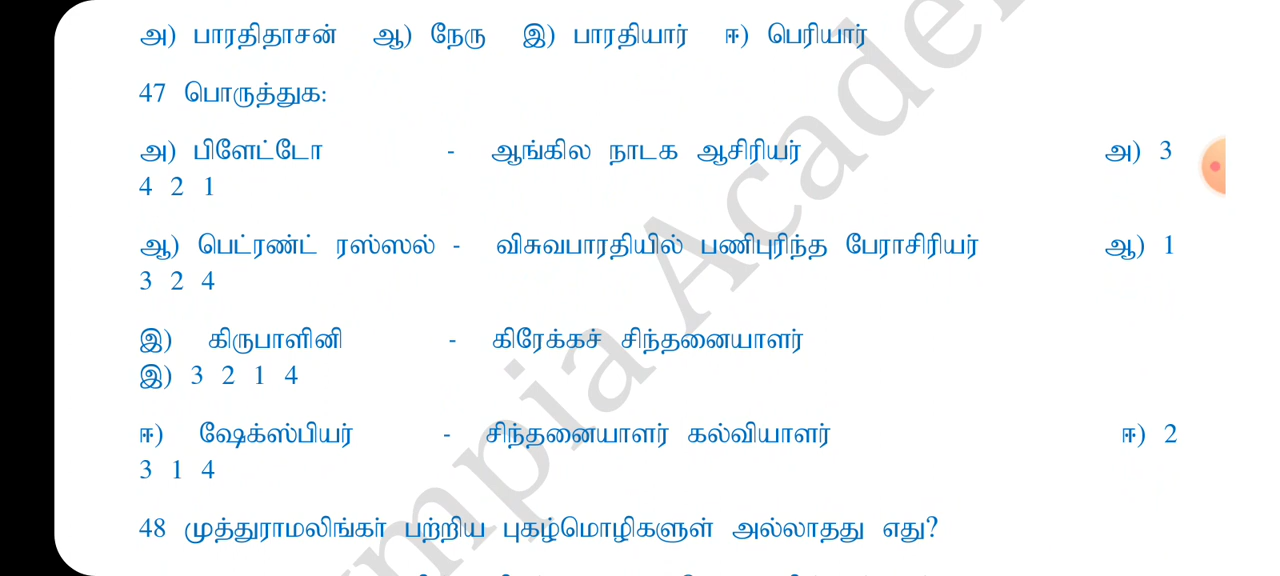 அ) பாரதிதாசன் ஆ) நேரு இ) பாரதியார் ஈ) பெரியார்
47 பொருத்துக:
அ) பிளேட்டோ - ஆங்கில நாடக ஆசிரியர் அ) 3
4 2 1
ஆ) பெட்ரண்ட் ரஸ்ஸல் - விசுவபாரதியில் பணிபுரிந்த பேராசிரியர் ஆ) 1
3 2 4
இ) கிருபாளினி - கிரேக்கச் சிந்தனையாளர்
இ) 3 2 1 4
ஈ) ஷேக்ஸ்பியர் - சிந்தனையாளர் கல்வியாளர் ஈ) 2
3 1 4
48 முத்துராமலிங்கர் பற்றிய புகழ்மொழிகளுள் அல்லாதது எது?
mpia Academ